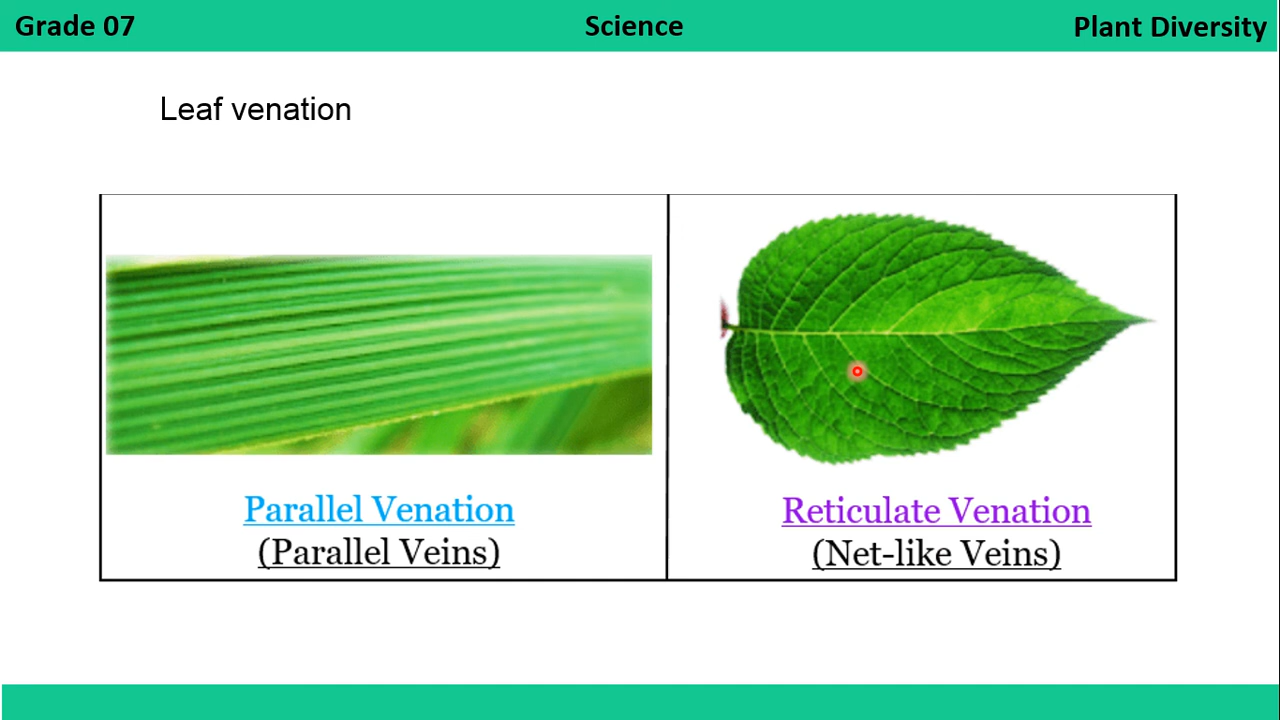 Grade 07 Science Plant Diversity
Leaf venation
Parallel Venation
(Parallel Veins)
Reticulate Venation
(Net-like Veins)